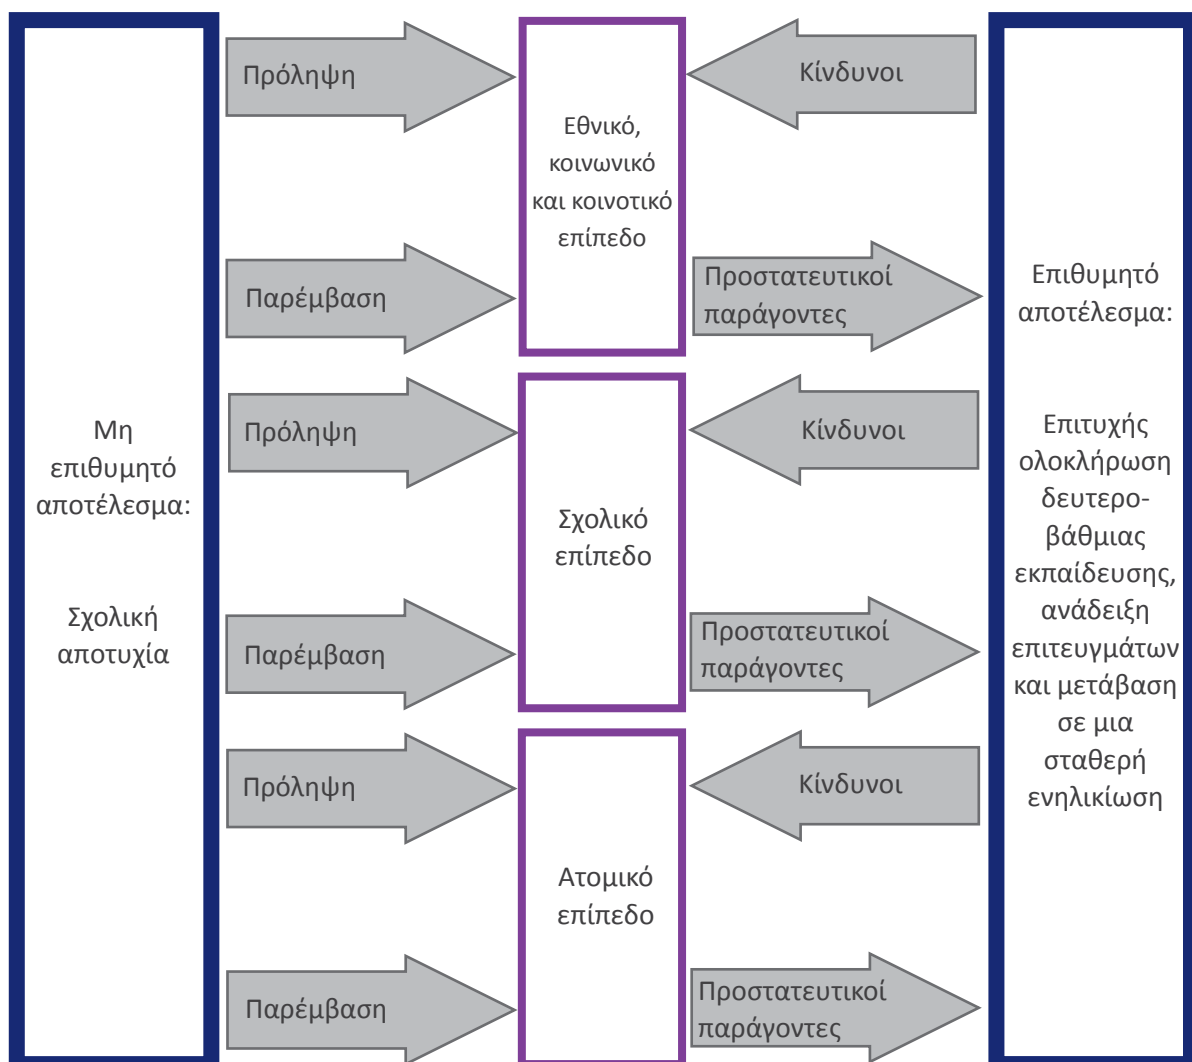 Μη
επιθυμητό
αποτέλεσμα:
Σχολική
αποτυχία
Πρόληψη
Εθνικό,
κοινωνικό
και κοινοτικό
επίπεδο
Κίνδυνοι
Παρέμβαση
Προστατευτικοί
παράγοντες
Πρόληψη
Σχολικό
επίπεδο
Κίνδυνοι
Παρέμβαση
Προστατευτικοί
παράγοντες
Πρόληψη
Ατομικό
επίπεδο
Κίνδυνοι
Παρέμβαση
Προστατευτικοί
παράγοντες
Επιθυμητό
αποτέλεσμα:
Επιτυχής
ολοκλήρωση
δευτερο-
βάθμιας
εκπαίδευσης,
ανάδειξη
επιτευγμάτων
και μετάβαση
σε μια
σταθερή
ενηλικίωση